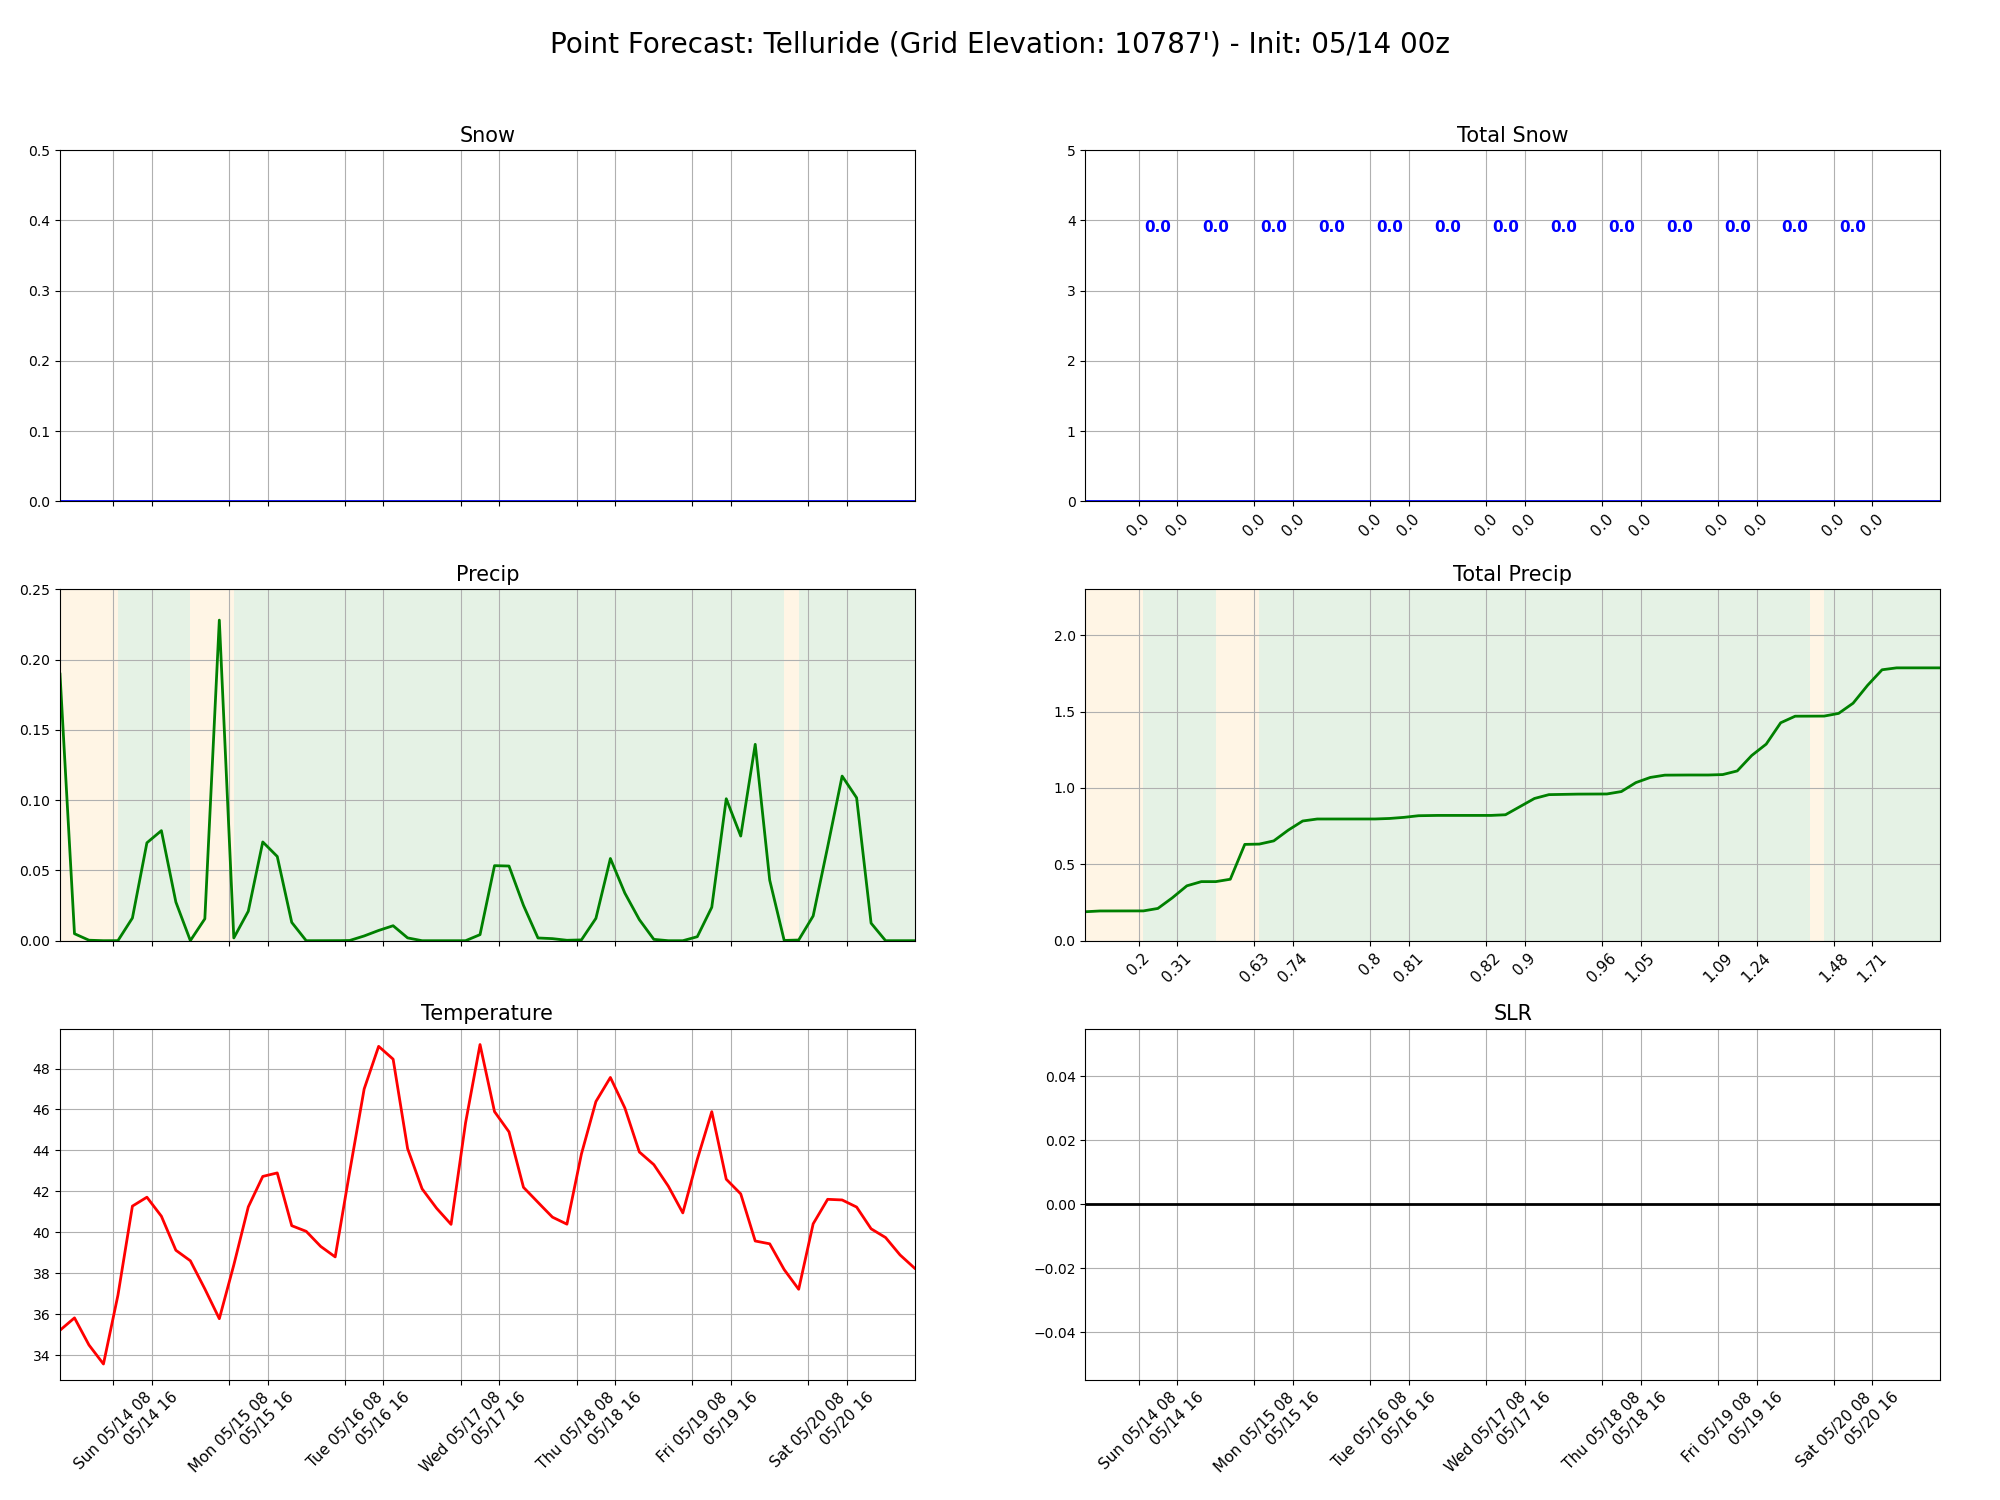 Point Forecast: Telluride (Grid Elevation: 10787') - Init: 05/14 00z
Snow
0.5
0.4
0.3
0.2
0.1
0.0
Total Snow
5
4
3
2
1
0
0.0 0.0 0.0 0.0 0.0 0.0 0.0 0.0 0.0 0.0 0.0 0.0 0.0
0.0 0.0 0.0 0.0 0.0 0.0 0.0 0.0 0.0 0.0 0.0 0.0 0.0 0.0
Precip
0.25
0.20
0.15
0.10
0.05
0.00
Total Precip
2.0
1.5
1.0
0.5
0.0
0.2 0.31 0.63 0.74 0.8 0.81 0.82 0.9 0.96 1.05 1.09 1.24 1.48 1.71
Temperature
48
46
44
42
40
38
36
34
Sun 05/14 08
05/14 16
Mon 05/15 08
05/15 16
Tue 05/16 08
05/16 16
Wed 05/17 08
05/17 16
Thu 05/18 08
05/18 16
Fri 05/19 08
05/19 16
Sat 05/20 08
05/20 16
SLR
0.04
0.02
0.00
−0.02
−0.04
Sun 05/14 08
05/14 16
Mon 05/15 08
05/15 16
Tue 05/16 08
05/16 16
Wed 05/17 08
05/17 16
Thu 05/18 08
05/18 16
Fri 05/19 08
05/19 16
Sat 05/20 08
05/20 16